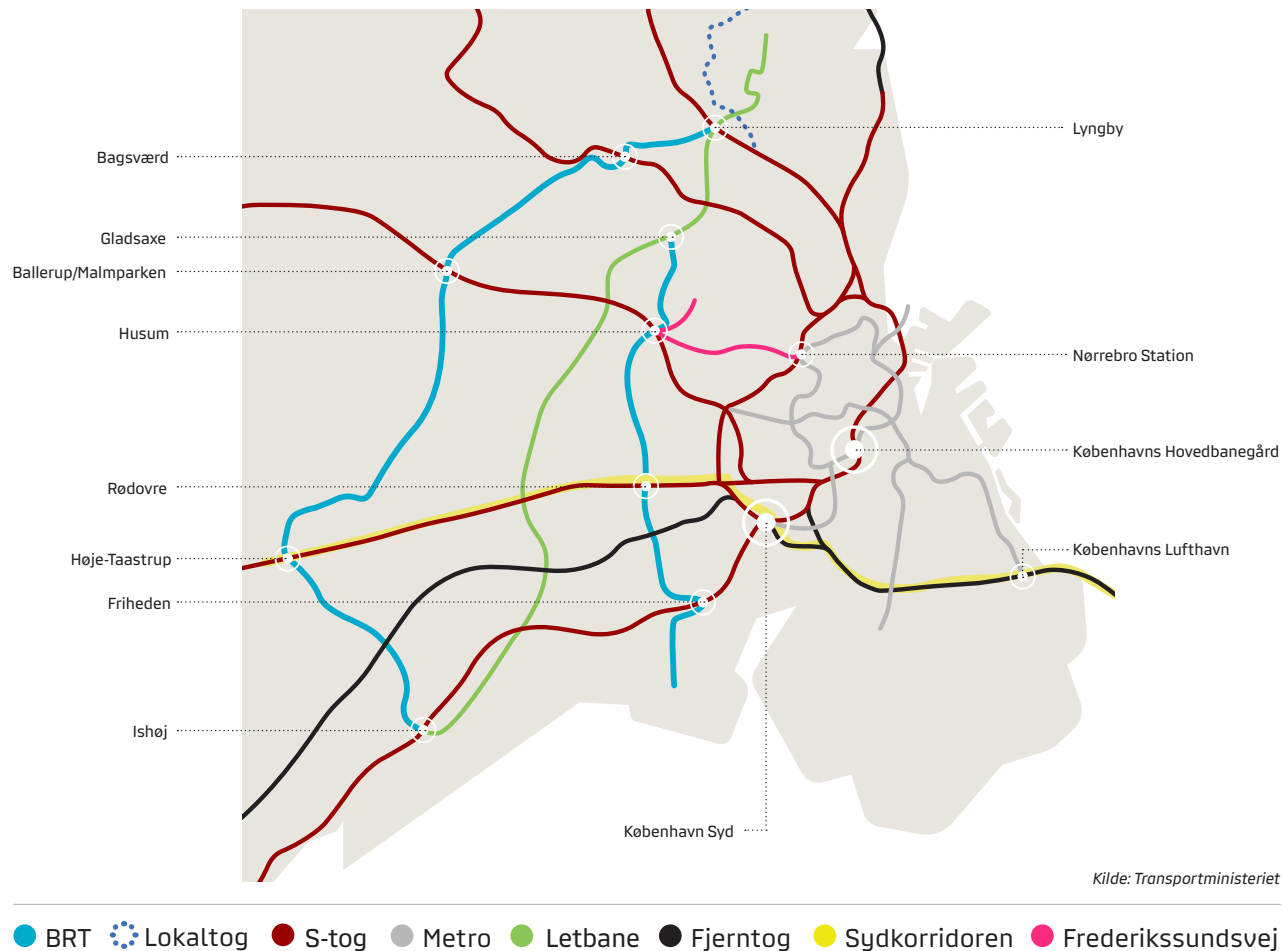 Lyngby
Bagsværd
Gladsaxe
Ballerup/Malmparken
Husum
Nørrebro Station
Københavns Hovedbanegård
Rødovre
Københavns Lufthavn
Høje-Taastrup
Friheden
Ishøj
København Syd
Kilde: Transportministeriet
BRT Lokaltog S-tog Metro Letbane Fjerntog Sydkorridoren Frederikssundsvej